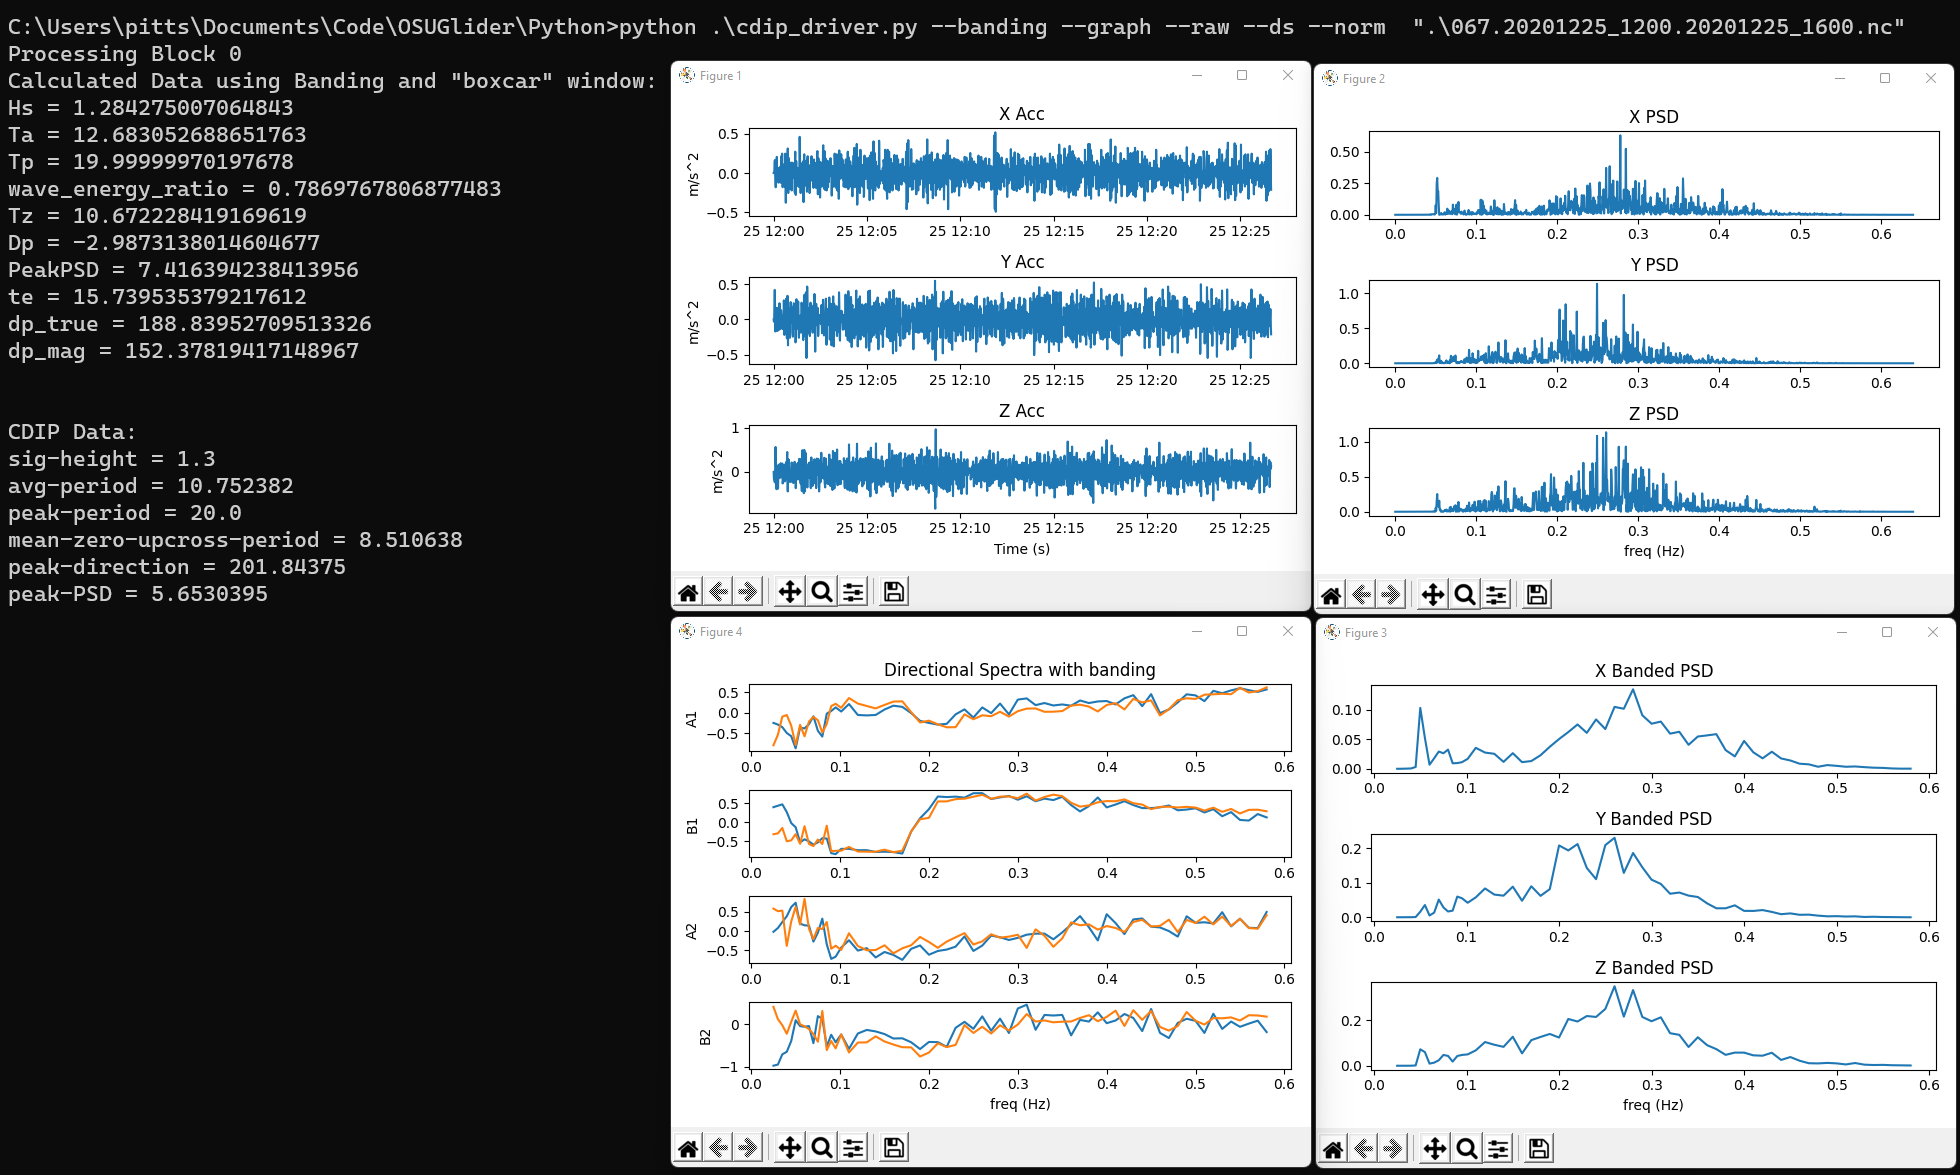 C:\Users\pitts\Documents\Code\OSUGlider\Python>python .\cdip_driver.py --banding --graph --raw --ds --norm  ".\067.20201225_1200.20201225_1600.nc"
Processing Block 0
Calculated Data using Banding and "boxcar" window:
Hs = 1.284275007064843
Ta = 12.683052688651763
Tp = 19.99999970197678
wave_energy_ratio = 0.7869767806877483
Tz = 10.672228419169619
Dp = -2.9873138014604677
PeakPSD = 7.416394238413956
te = 15.739535379217612
dp_true = 188.83952709513326
dp_mag = 152.37819417148967
CDIP Data:
sig-height = 1.3
avg-period = 10.752382
peak-period = 20.0
mean-zero-upcross-period = 8.510638
peak-direction = 201.84375
peak-PSD = 5.6530395
Figure 1
X Acc
m/s^2
0.5
0.0
−0.5
25 12:00 25 12:05 25 12:10 25 12:15 25 12:20 25 12:25
Y Acc
m/s^2
0.5
0.0
−0.5
25 12:00 25 12:05 25 12:10 25 12:15 25 12:20 25 12:25
Z Acc
m/s^2
1
0
25 12:00 25 12:05 25 12:10 25 12:15 25 12:20 25 12:25
Time (s)
Figure 2
X PSD
0.50
0.25
0.00
0.0 0.1 0.2 0.3 0.4 0.5 0.6
Y PSD
1.0
0.5
0.0
0.0 0.1 0.2 0.3 0.4 0.5 0.6
Z PSD
1.0
0.5
0.0
0.0 0.1 0.2 0.3 0.4 0.5 0.6
freq (Hz)
Figure 4
Directional Spectra with banding
A1
0.5
0.0
−0.5
0.0 0.1 0.2 0.3 0.4 0.5 0.6
B1
0.5
0.0
−0.5
0.0 0.1 0.2 0.3 0.4 0.5 0.6
A2
0.5
0.0
−0.5
0.0 0.1 0.2 0.3 0.4 0.5 0.6
B2
0
−1
0.0 0.1 0.2 0.3 0.4 0.5 0.6
freq (Hz)
Figure 3
X Banded PSD
0.10
0.05
0.00
0.0 0.1 0.2 0.3 0.4 0.5 0.6
Y Banded PSD
0.2
0.1
0.0
0.0 0.1 0.2 0.3 0.4 0.5 0.6
Z Banded PSD
0.2
0.0
0.0 0.1 0.2 0.3 0.4 0.5 0.6
freq (Hz)